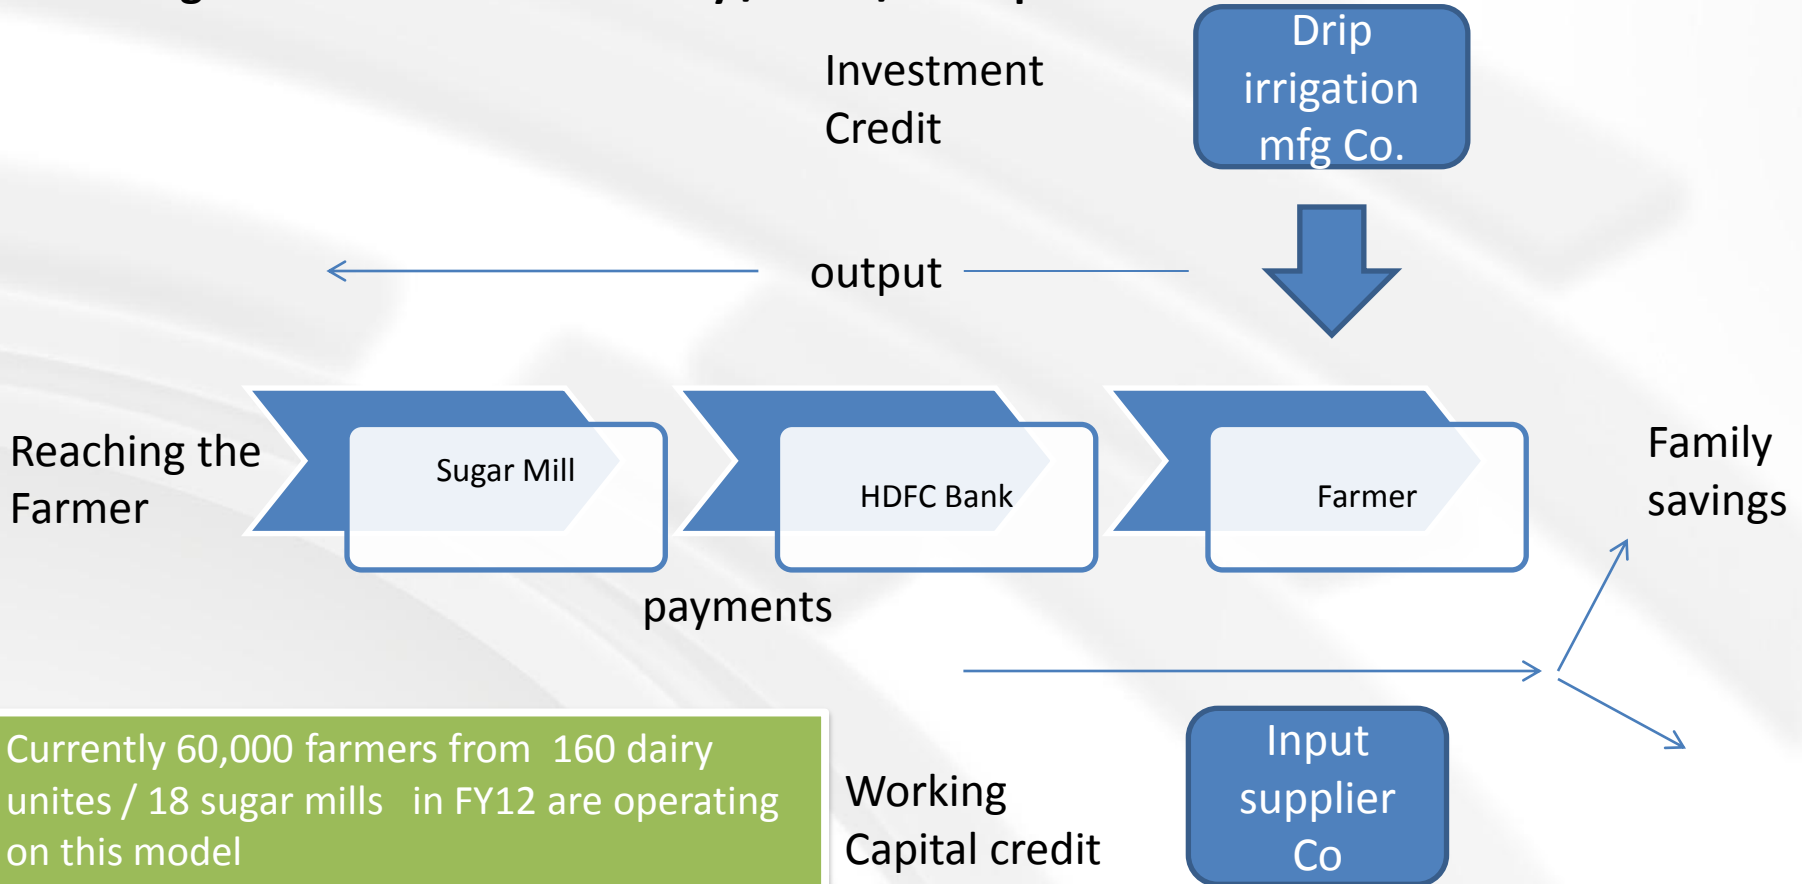 Drip
irrigation
mfg Co.
Investment
Credit
output
Reaching the
Farmer
Sugar Mill
HDFC Bank
Farmer
Family
savings
payments
Currently 60,000 farmers from 160 dairy
unites / 18 sugar mills in FY12 are operating
on this model
Working
Capital credit
Input
supplier
Co